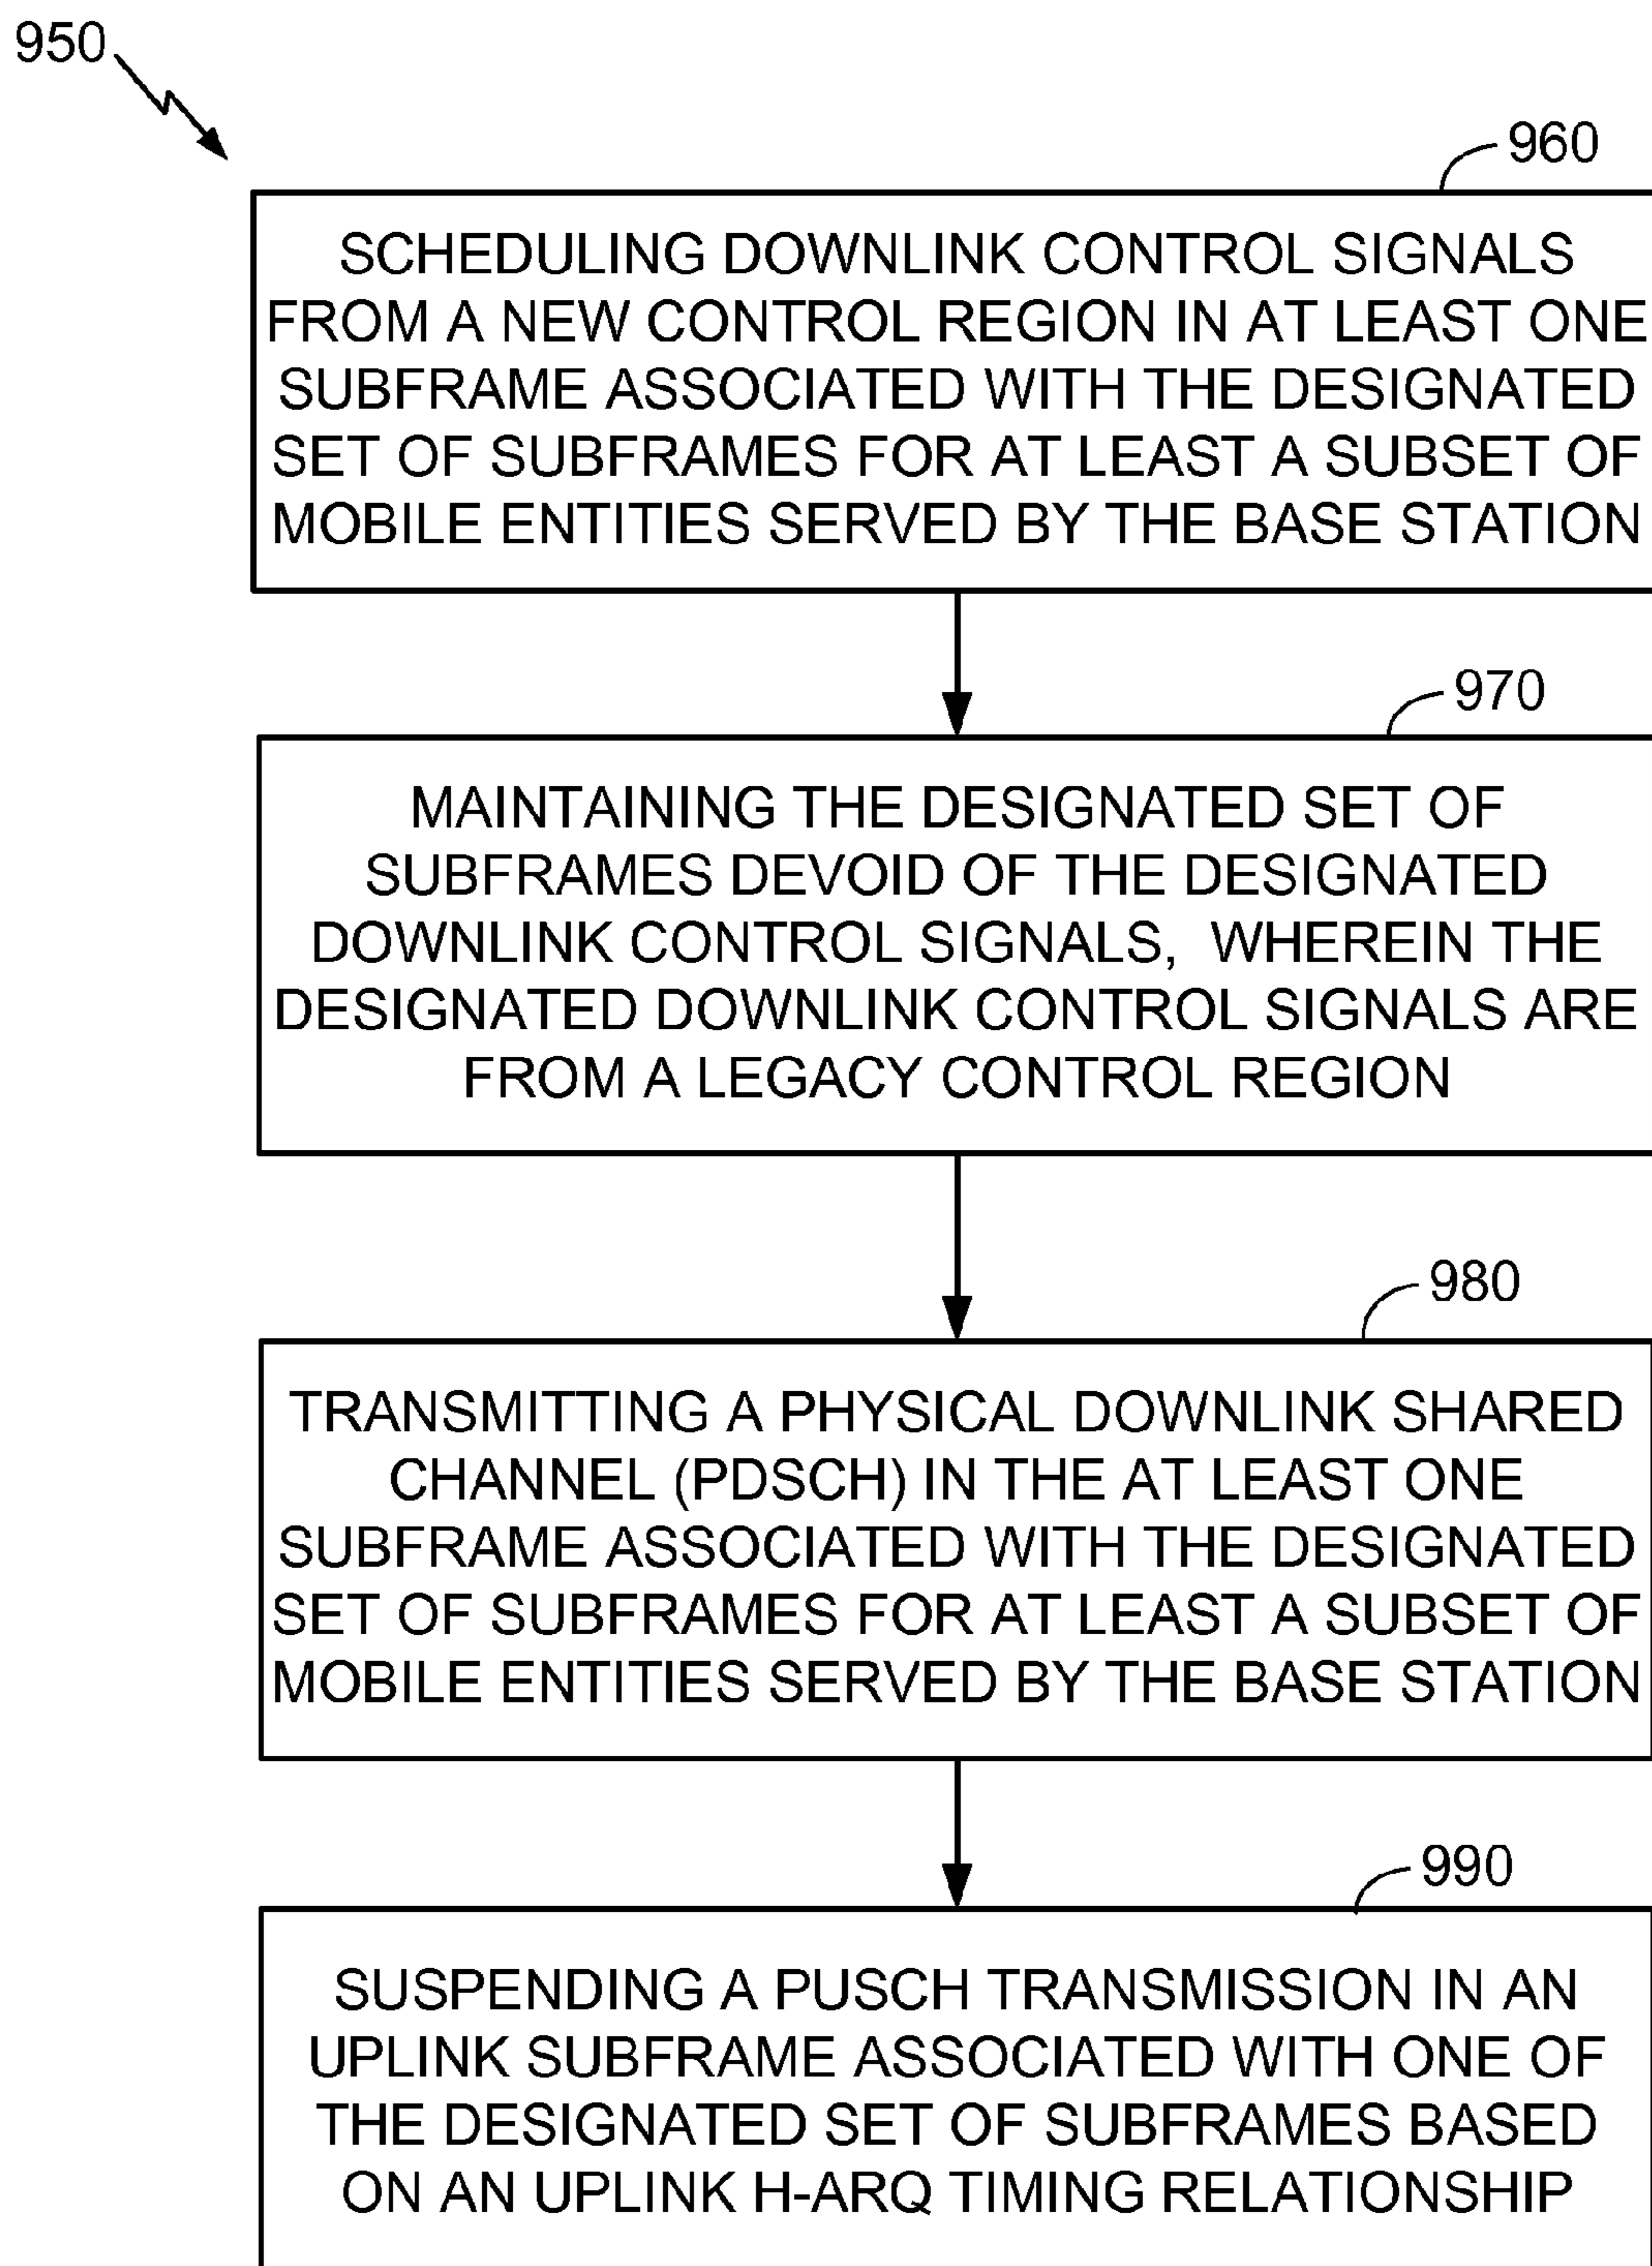 950
960
SCHEDULING DOWNLINK CONTROL SIGNALS
FROM A NEW CONTROL REGION IN AT LEAST ONE
SUBFRAME ASSOCIATED WITH THE DESIGNATED
SET OF SUBFRAMES FOR AT LEAST A SUBSET OF
MOBILE ENTITIES SERVED BY THE BASE STATION
970
MAINTAINING THE DESIGNATED SET OF
SUBFRAMES DEVOID OF THE DESIGNATED
DOWNLINK CONTROL SIGNALS, WHEREIN THE
DESIGNATED DOWNLINK CONTROL SIGNALS ARE
FROM A LEGACY CONTROL REGION
980
TRANSMITTING A PHYSICAL DOWNLINK SHARED
CHANNEL (PDSCH) IN THE AT LEAST ONE
SUBFRAME ASSOCIATED WITH THE DESIGNATED
SET OF SUBFRAMES FOR AT LEAST A SUBSET OF
MOBILE ENTITIES SERVED BY THE BASE STATION
990
SUSPENDING A PUSCH TRANSMISSION IN AN
UPLINK SUBFRAME ASSOCIATED WITH ONE OF
THE DESIGNATED SET OF SUBFRAMES BASED
ON AN UPLINK H-ARQ TIMING RELATIONSHIP